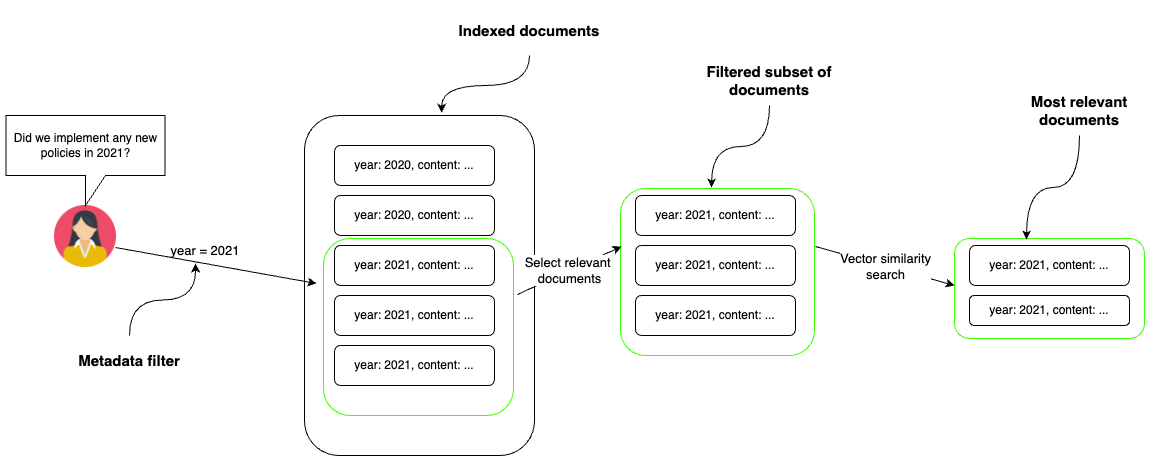 Indexed documents
Filtered subset of
documents
Most relevant
documents
Did we implement any new
policies in 2021?
year = 2021
Metadata filter
year: 2020, content: ...
year: 2020, content: ...
year: 2021, content: ...
year: 2021, content: ...
year: 2021, content: ...
Select relevant
documents
year: 2021, content: ...
year: 2021, content: ...
year: 2021, content: ...
Vector similarity
search
year: 2021, content: ...
year: 2021, content: ...